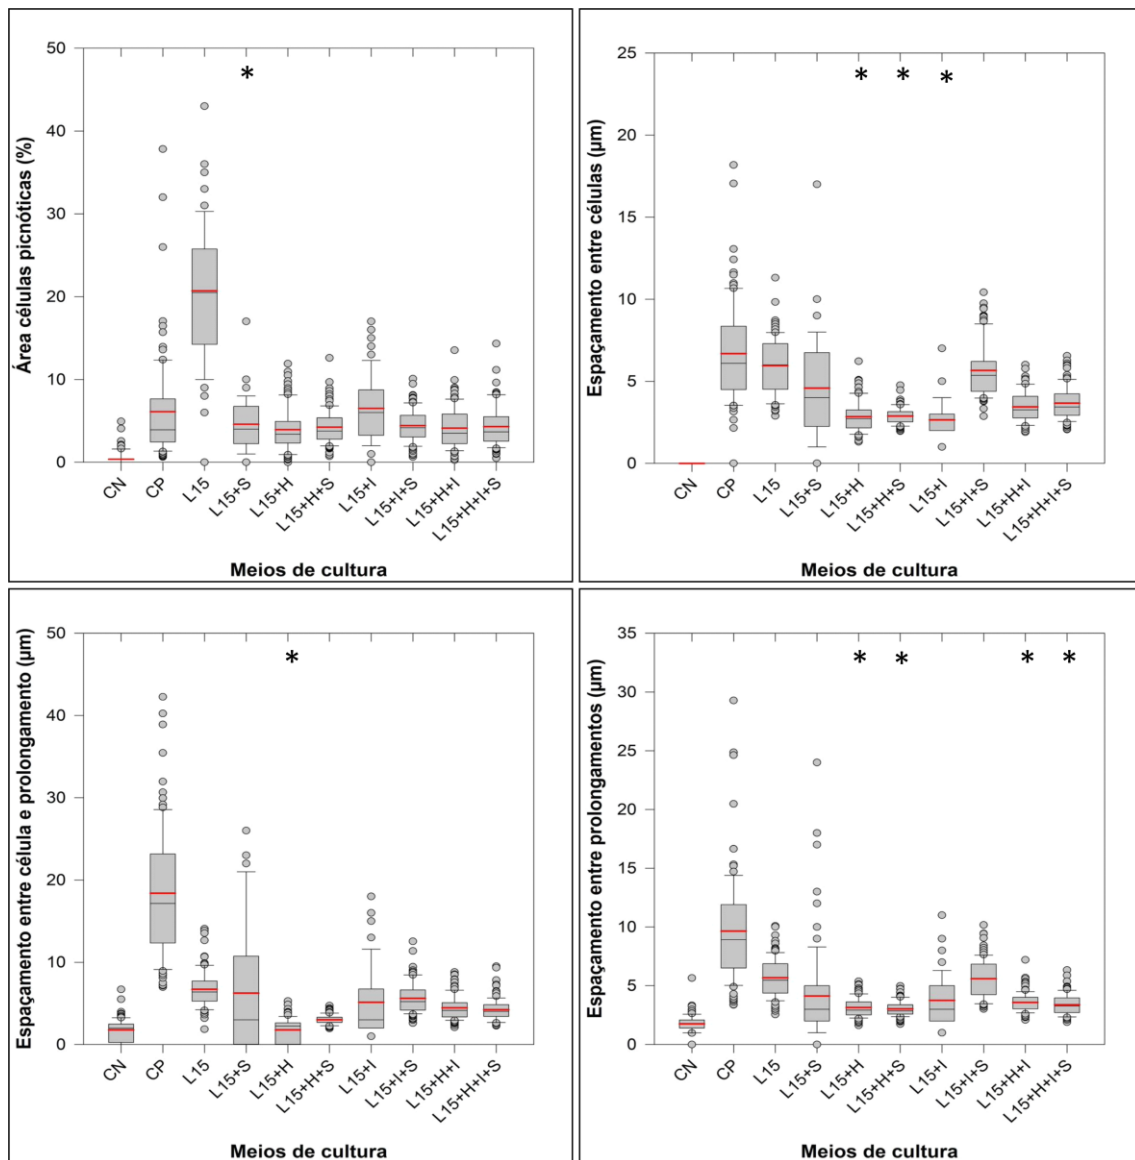 Área células picnóticas (%)
50
40
30
20
10
0
*
CN
CP
L15
L15+S
L15+H
L15+H+S
L15+I
L15+I+S
L15+H+I
L15+H+I+S
Meios de cultura
Espaçamento entre células (µm)
25
20
15
10
5
0
* * *
CN
CP
L15
L15+S
L15+H
L15+H+S
L15+I
L15+I+S
L15+H+I
L15+H+I+S
Meios de cultura
Espaçamento entre célula e prolongamento (µm)
50
40
30
20
10
0
*
CN
CP
L15
L15+S
L15+H
L15+H+S
L15+I
L15+I+S
L15+H+I
L15+H+I+S
Meios de cultura
Espaçamento entre prolongamentos (µm)
35
30
25
20
15
10
5
0
* * * *
CN
CP
L15
L15+S
L15+H
L15+H+S
L15+I
L15+I+S
L15+H+I
L15+H+I+S
Meios de cultura